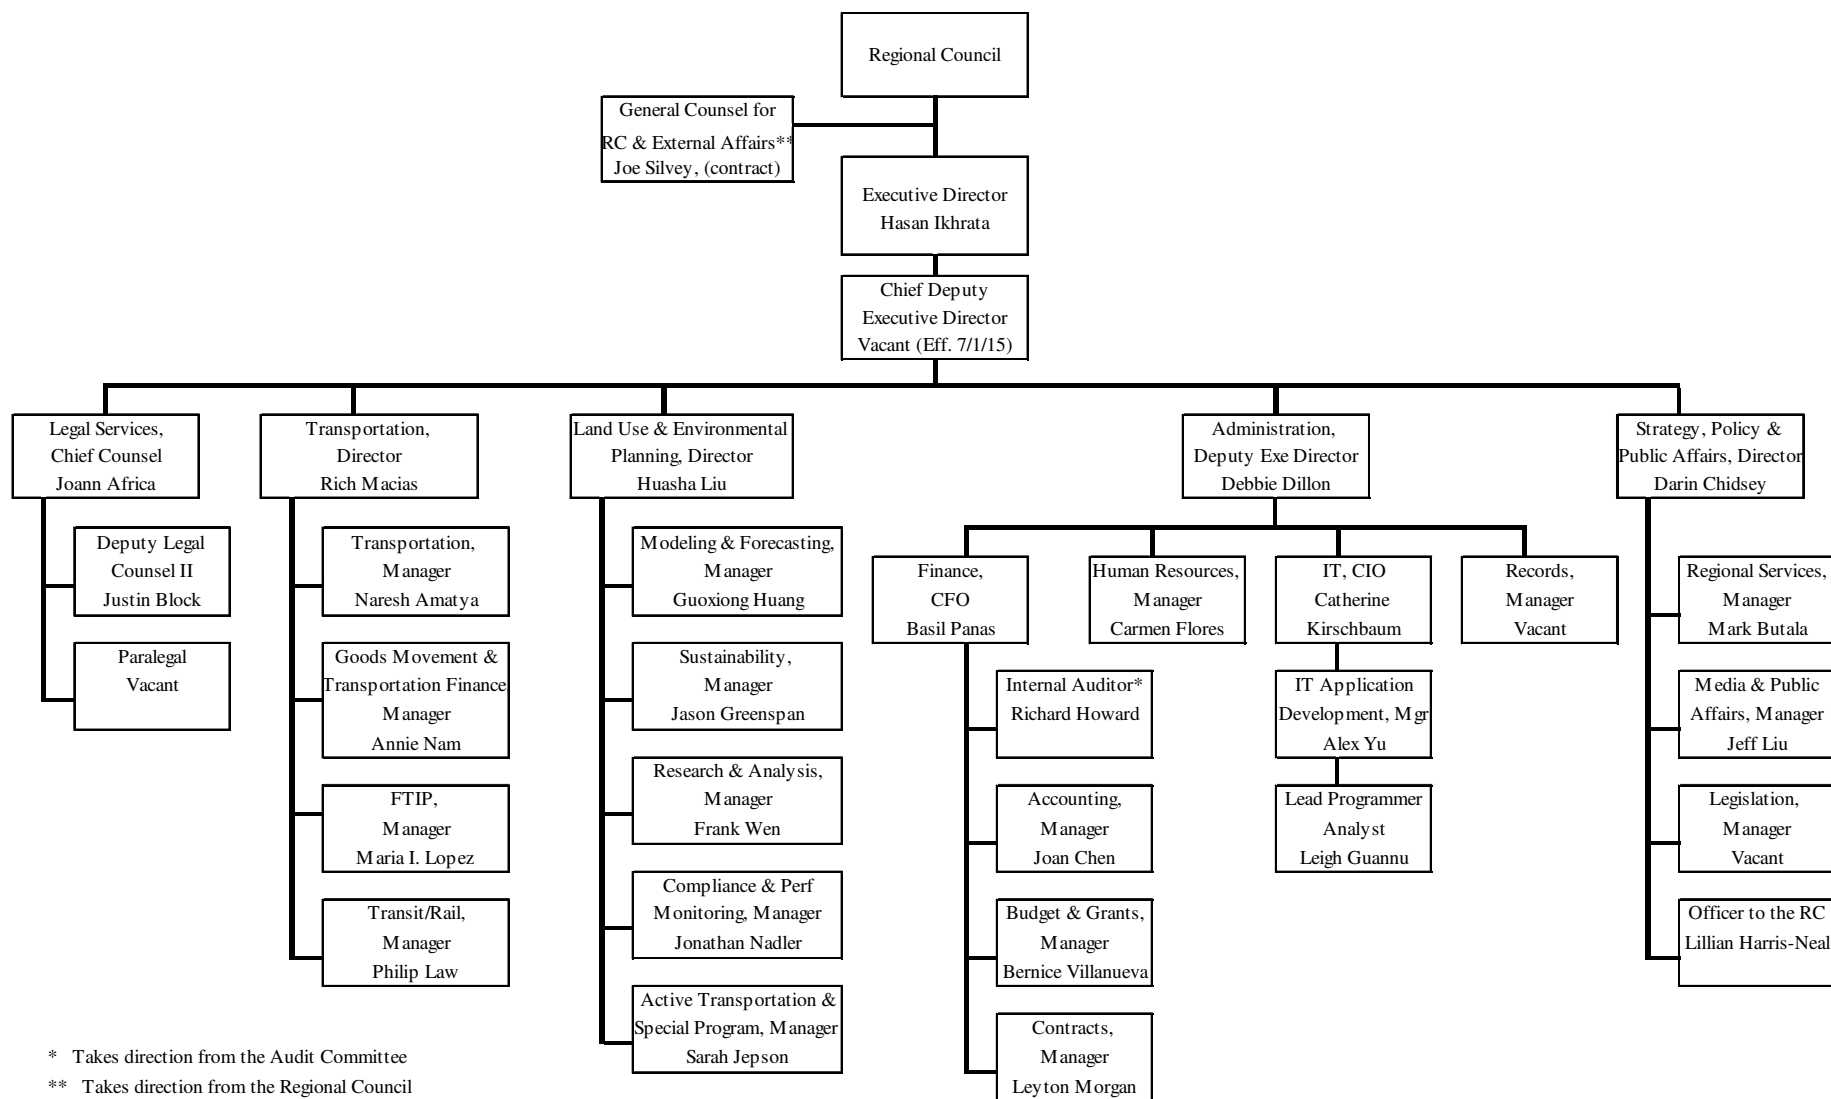 Regional Council
General Counsel for
RC & External Affairs**
Joe Silvey, (contract)
Executive Director
Hasan Ikhrata
Chief Deputy
Executive Director
Vacant (Eff. 7/1/15)
Legal Services,
Chief Counsel
Joann Africa
Deputy Legal
Counsel II
Justin Block
Paralegal
Vacant
Transportation,
Director
Rich Macias
Transportation,
Manager
Naresh Amatya
Goods Movement &
Transportation Finance
Manager
Annie Nam
FTIP,
Manager
Maria I. Lopez
Transit/Rail,
Manager
Philip Law
Land Use & Environmental
Planning, Director
Huasha Liu
Modeling & Forecasting,
Manager
Guoxiong Huang
Sustainability,
Manager
Jason Greenspan
Research & Analysis,
Manager
Frank Wen
Compliance & Perf
Monitoring, Manager
Jonathan Nadler
Active Transportation &
Special Program, Manager
Sarah Jepson
Administration,
Deputy Exe Director
Debbie Dillon
Finance,
CFO
Basil Panas
Internal Auditor*
Richard Howard
Accounting,
Manager
Joan Chen
Budget & Grants,
Manager
Bernice Villanueva
Contracts,
Manager
Leyton Morgan
Human Resources,
Manager
Carmen Flores
IT, CIO
Catherine
Kirschbaum
IT Application
Development, Mgr
Alex Yu
Lead Programmer
Analyst
Leigh Guannu
Records,
Manager
Vacant
Strategy, Policy &
Public Affairs, Director
Darin Chidsey
Regional Services,
Manager
Mark Butala
Media & Public
Affairs, Manager
Jeff Liu
Legislation,
Manager
Vacant
Officer to the RC
Lillian Harris-Neal
* Takes direction from the Audit Committee
** Takes direction from the Regional Council